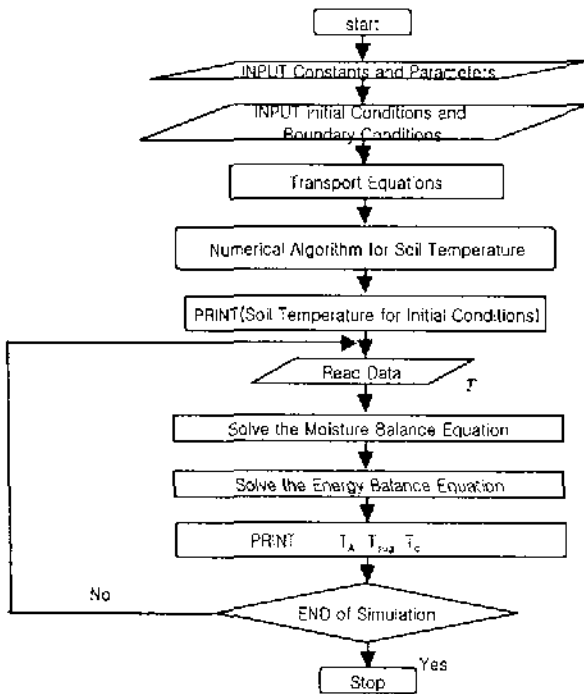 start
INPUT Constants and Parameters
INPUT Initial Conditions and
Boundary Conditions
Transport Equations
Numerical Algorithm for Soil Temperature
PRINT(Soil Temperature for Initial Conditions)
Read Data
T
Solve the Moisture Balance Equation
Solve the Energy Balance Equation
PRINT T_A
No
END of Simulation
Yes
Stop